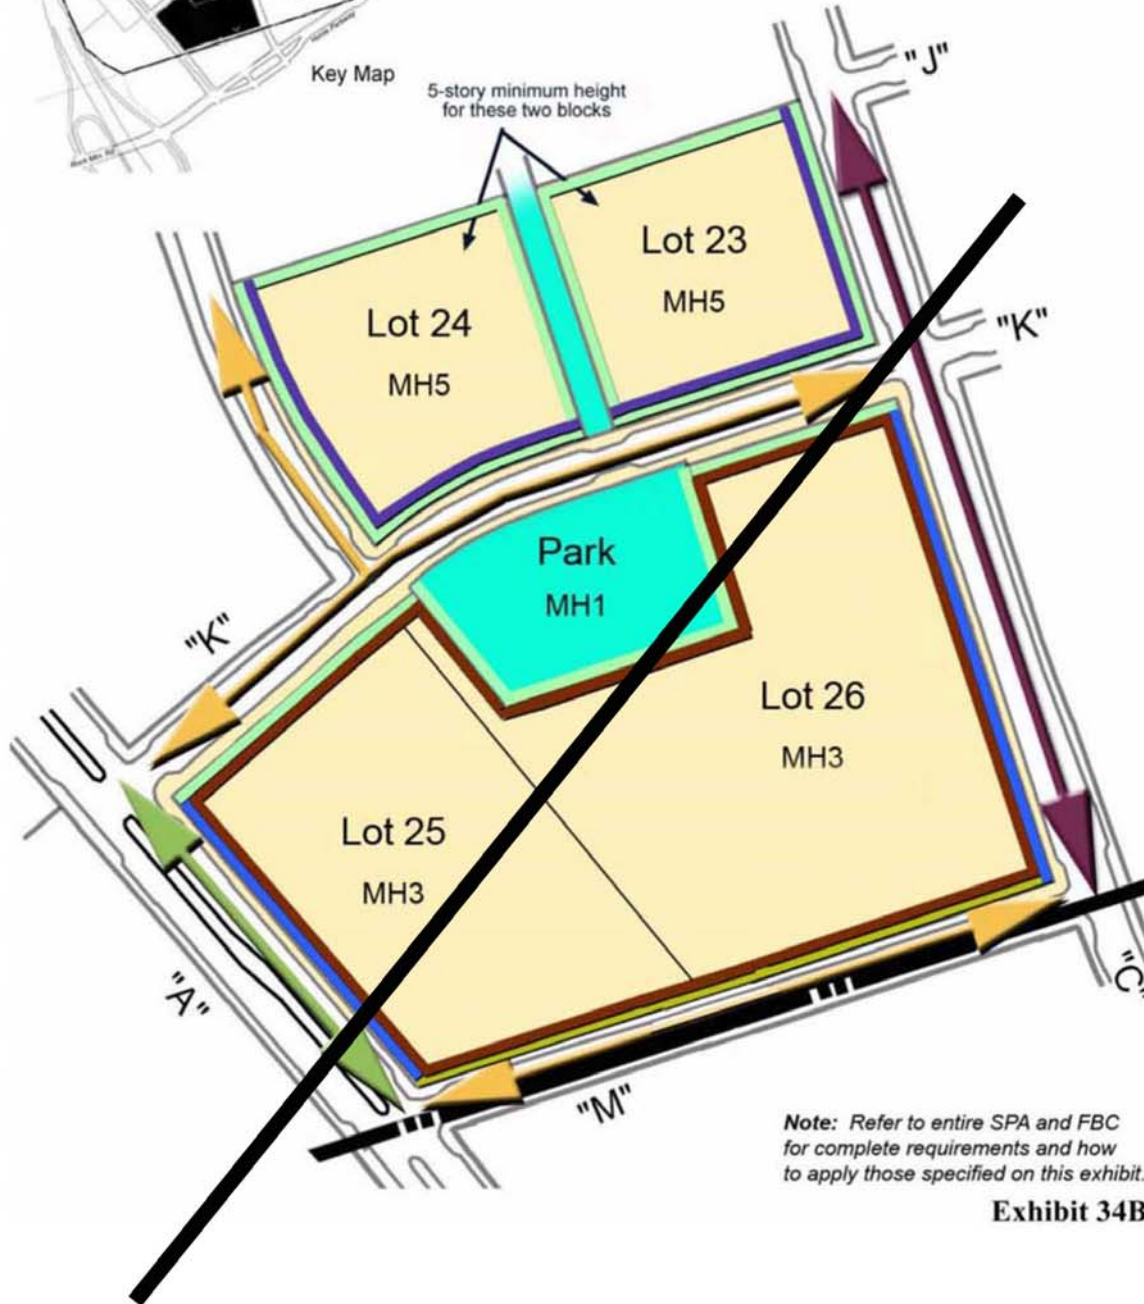 Key Map
5-story minimum height
for these two blocks
"J"
Lot 23
MH5
Lot 24
MH5
"K"
Park
MH1
"K"
Lot 26
MH3
Lot 25
MH3
"A"
"C"
"M"
Note: Refer to entire SPA and FBC
for complete requirements and how
to apply those specified on this exhibit.
Exhibit 34B